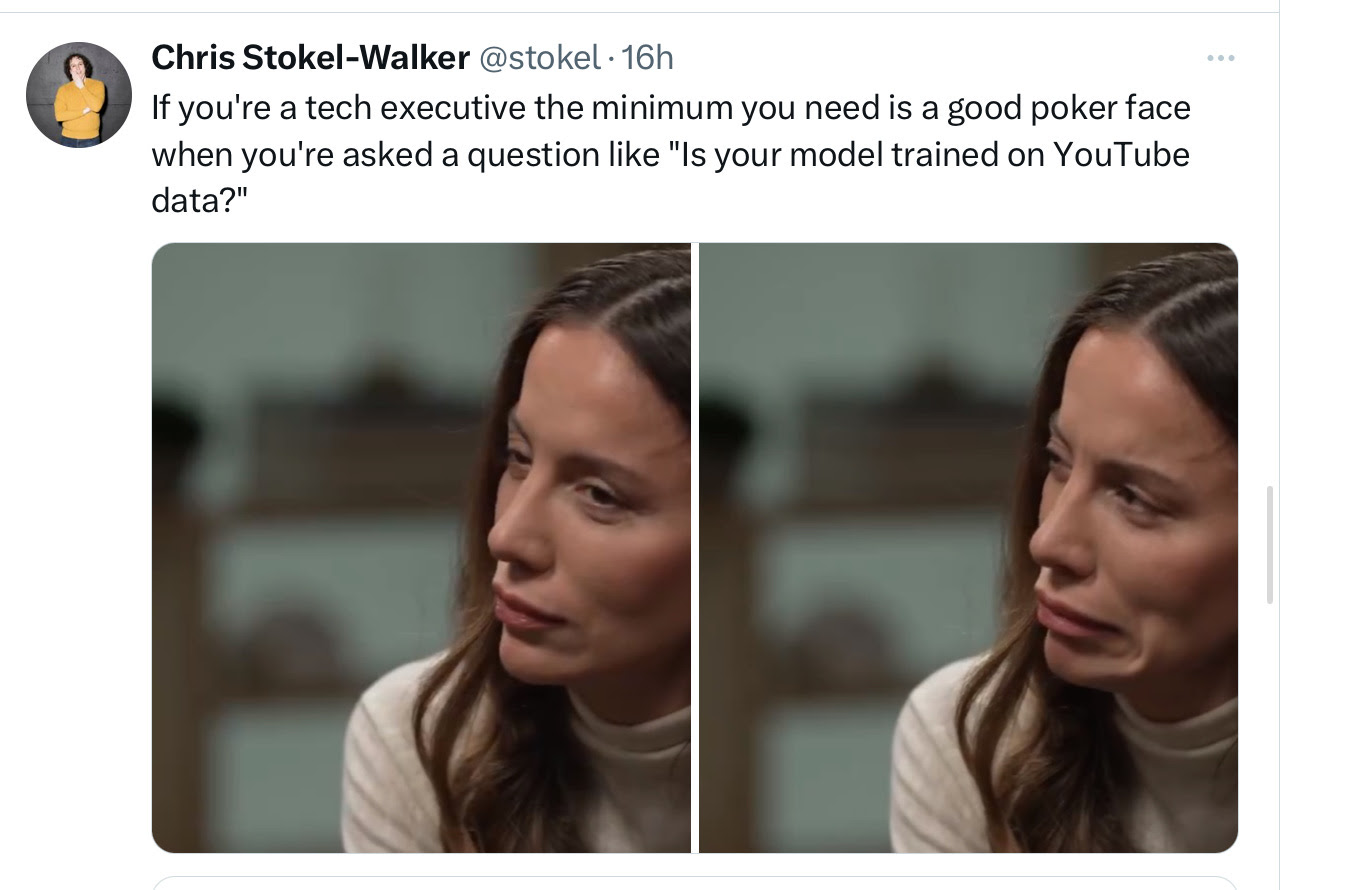 Chris Stokel-Walker @stokel · 16h
If you're a tech executive the minimum you need is a good poker face
when you're asked a question like "Is your model trained on YouTube
data?"